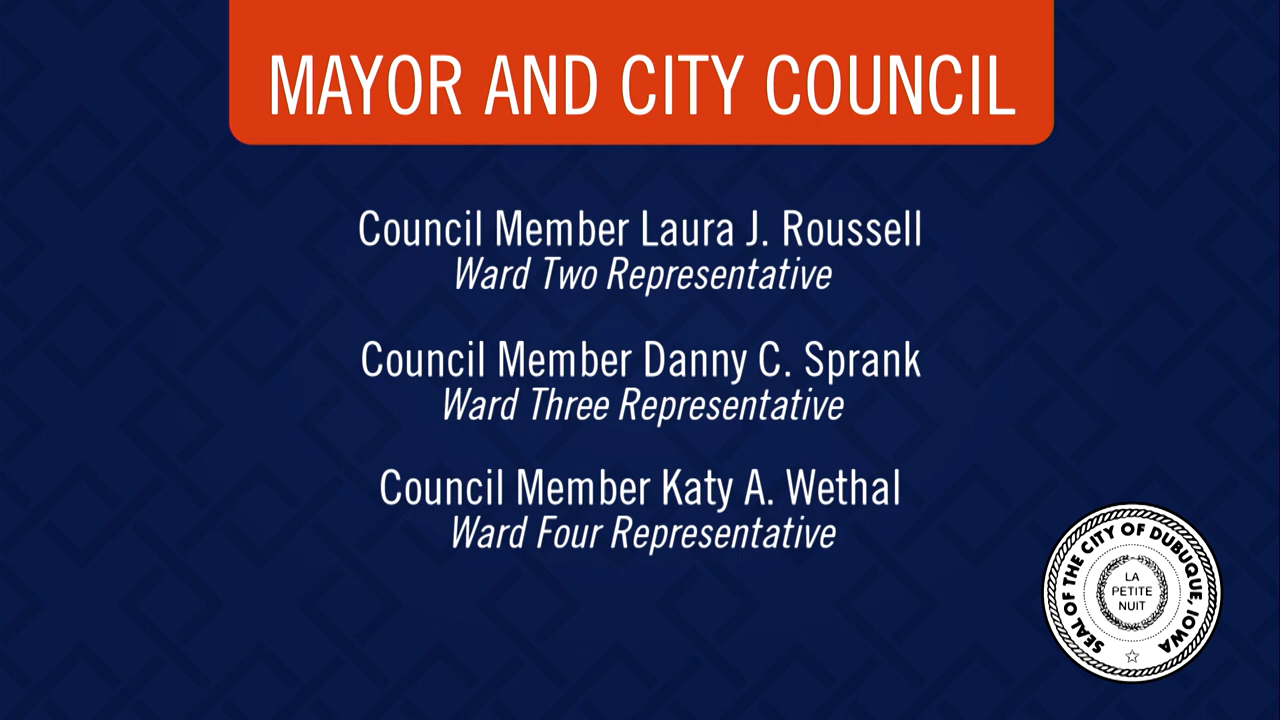 MAYOR AND CITY COUNCIL
Council Member Laura J. Roussell
Ward Two Representative
Council Member Danny C. Sprank
Ward Three Representative
Council Member Katy A. Wethal
Ward Four Representative
SEAL OF THE CITY OF DUBUQUE, IOWA
LA
PETITE
NUIT